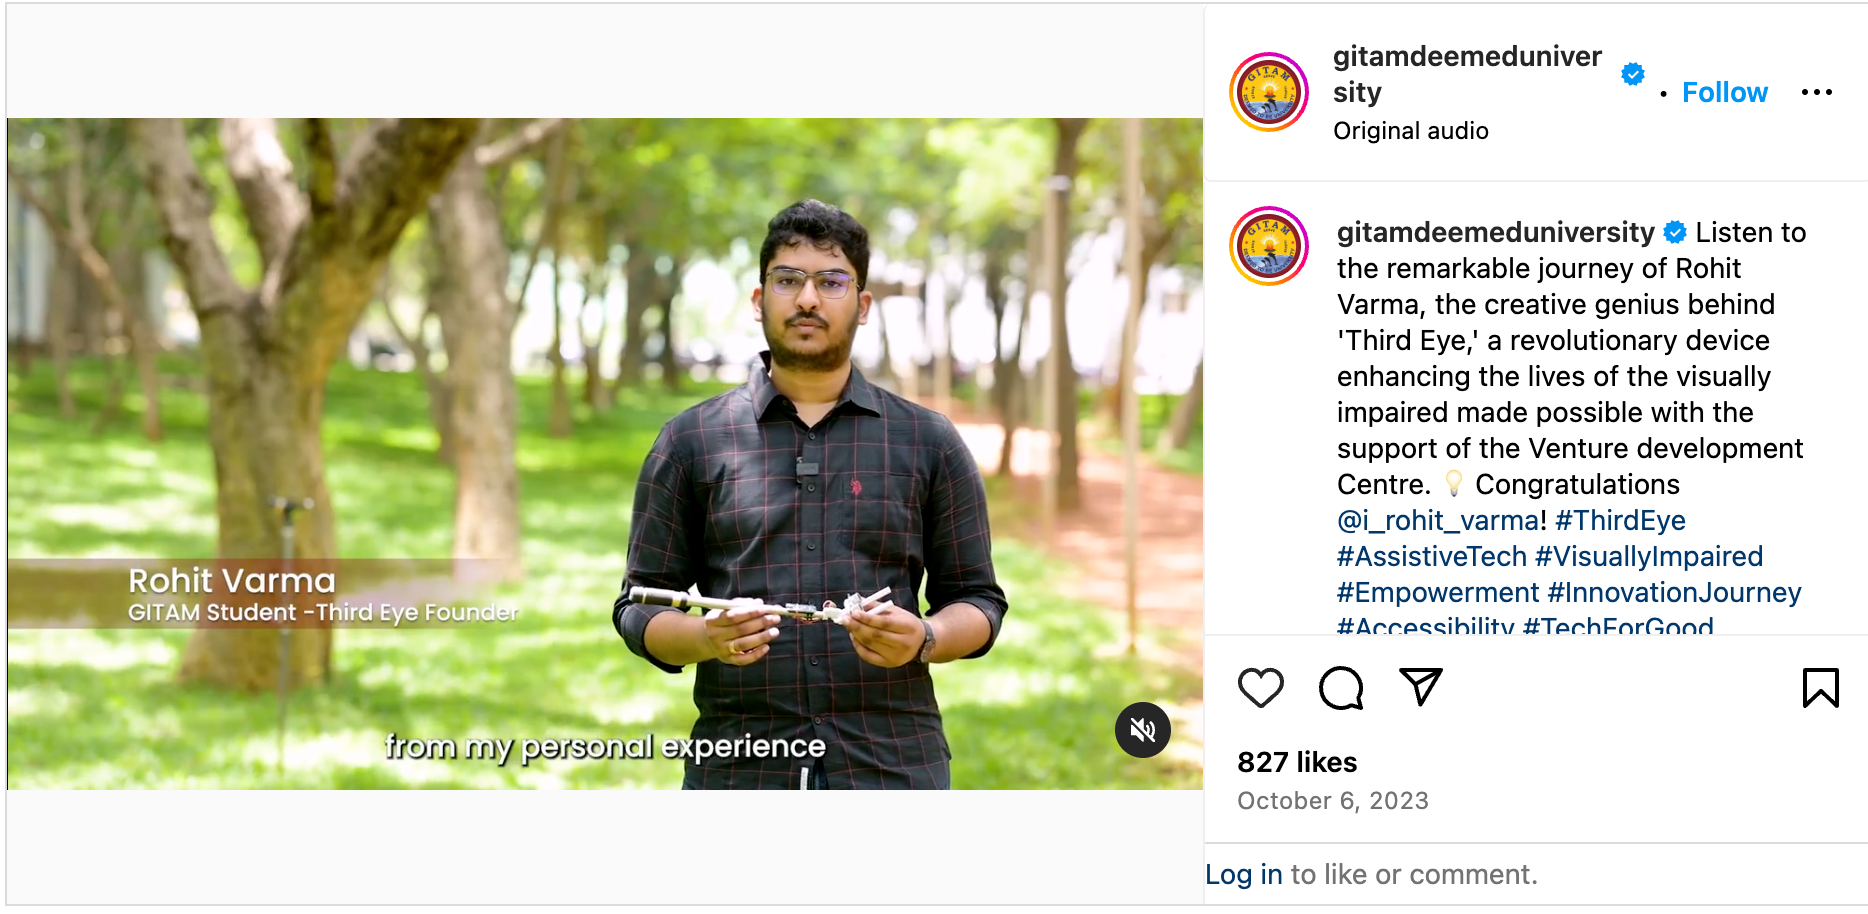 Rohit Varma
GITAM Student -Third Eye Founder
from my personal experience
gitamdeemeduniver
sity
• Follow
Original audio
GITAM
gitamdeemeduniversity Listen to
the remarkable journey of Rohit
Varma, the creative genius behind
'Third Eye,' a revolutionary device
enhancing the lives of the visually
impaired made possible with the
support of the Venture development
Centre. 💡 Congratulations
@i_rohit_varma! #ThirdEye
#AssistiveTech #VisuallyImpaired
#Empowerment #InnovationJourney
#Accessibility #TechForGood
827 likes
October 6, 2023
Log in to like or comment.